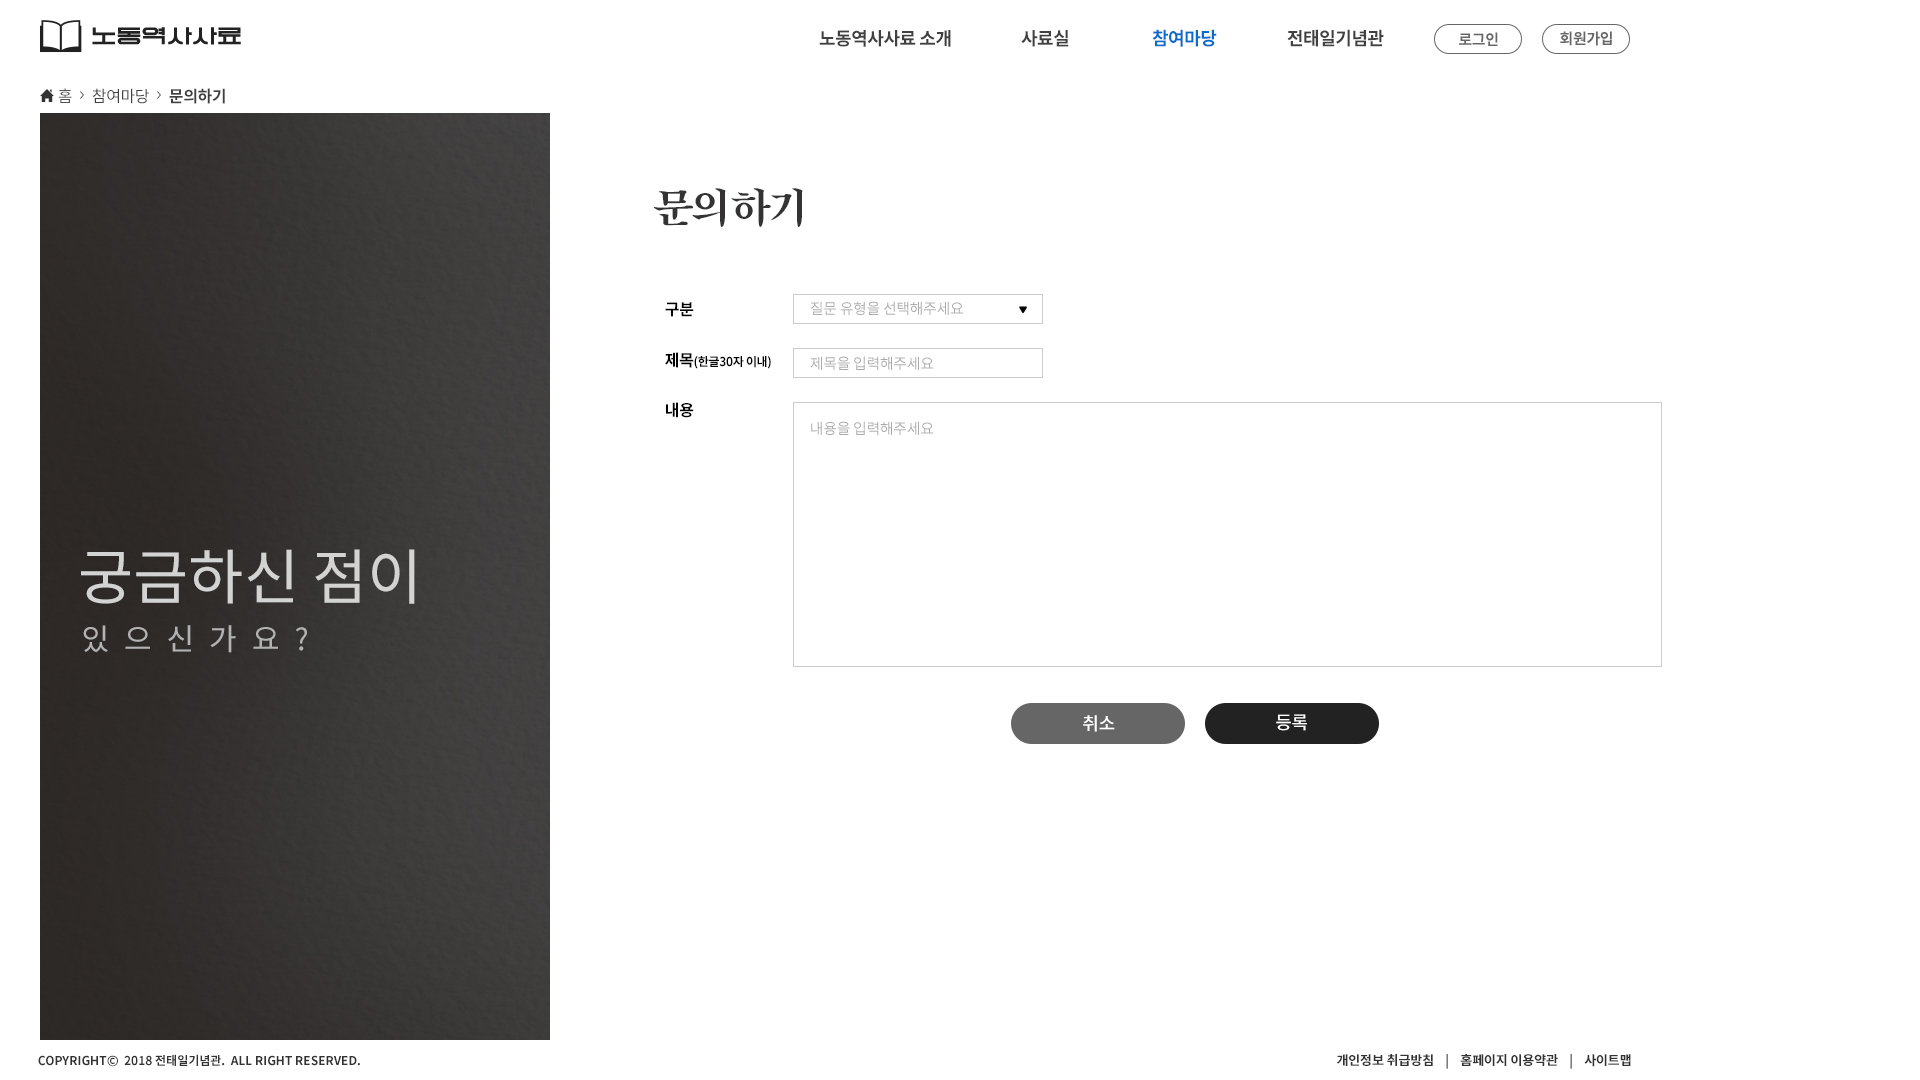 노동역사사료
노동역사사료 소개
사료실
참여마당
전태일기념관
로그인
회원가입
홈 > 참여마당 > 문의하기
문의하기
궁금하신 점이
있으신가요?
구분
질문 유형을 선택해주세요
제목(한글30자 이내)
제목을 입력해주세요
내용
내용을 입력해주세요
취소
등록
COPYRIGHT© 2018 전태일기념관. ALL RIGHT RESERVED.
개인정보 취급방침 | 홈페이지 이용약관 | 사이트맵